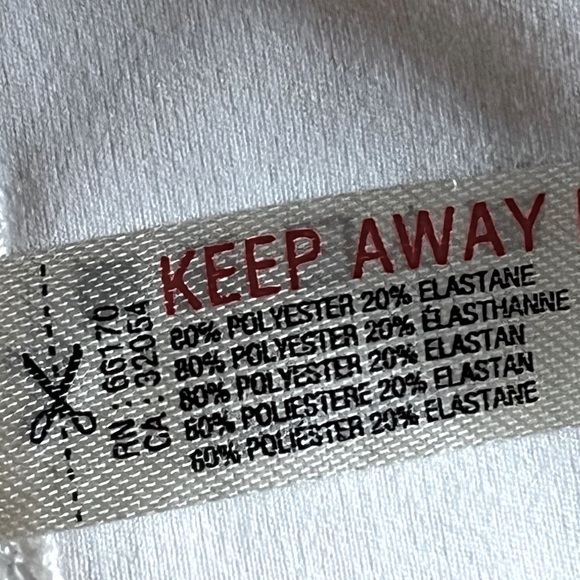 KEEP AWAY
80% POLYESTER 20% ELASTANE
80% POLYESTER 20% ÉLASTHANNE
80% POLYESTER 20% ELASTAN
80% POLIESTERE 20% ELASTAN
80% POLIÉSTER 20% ELASTANE
RN : 66170
CA : 32054